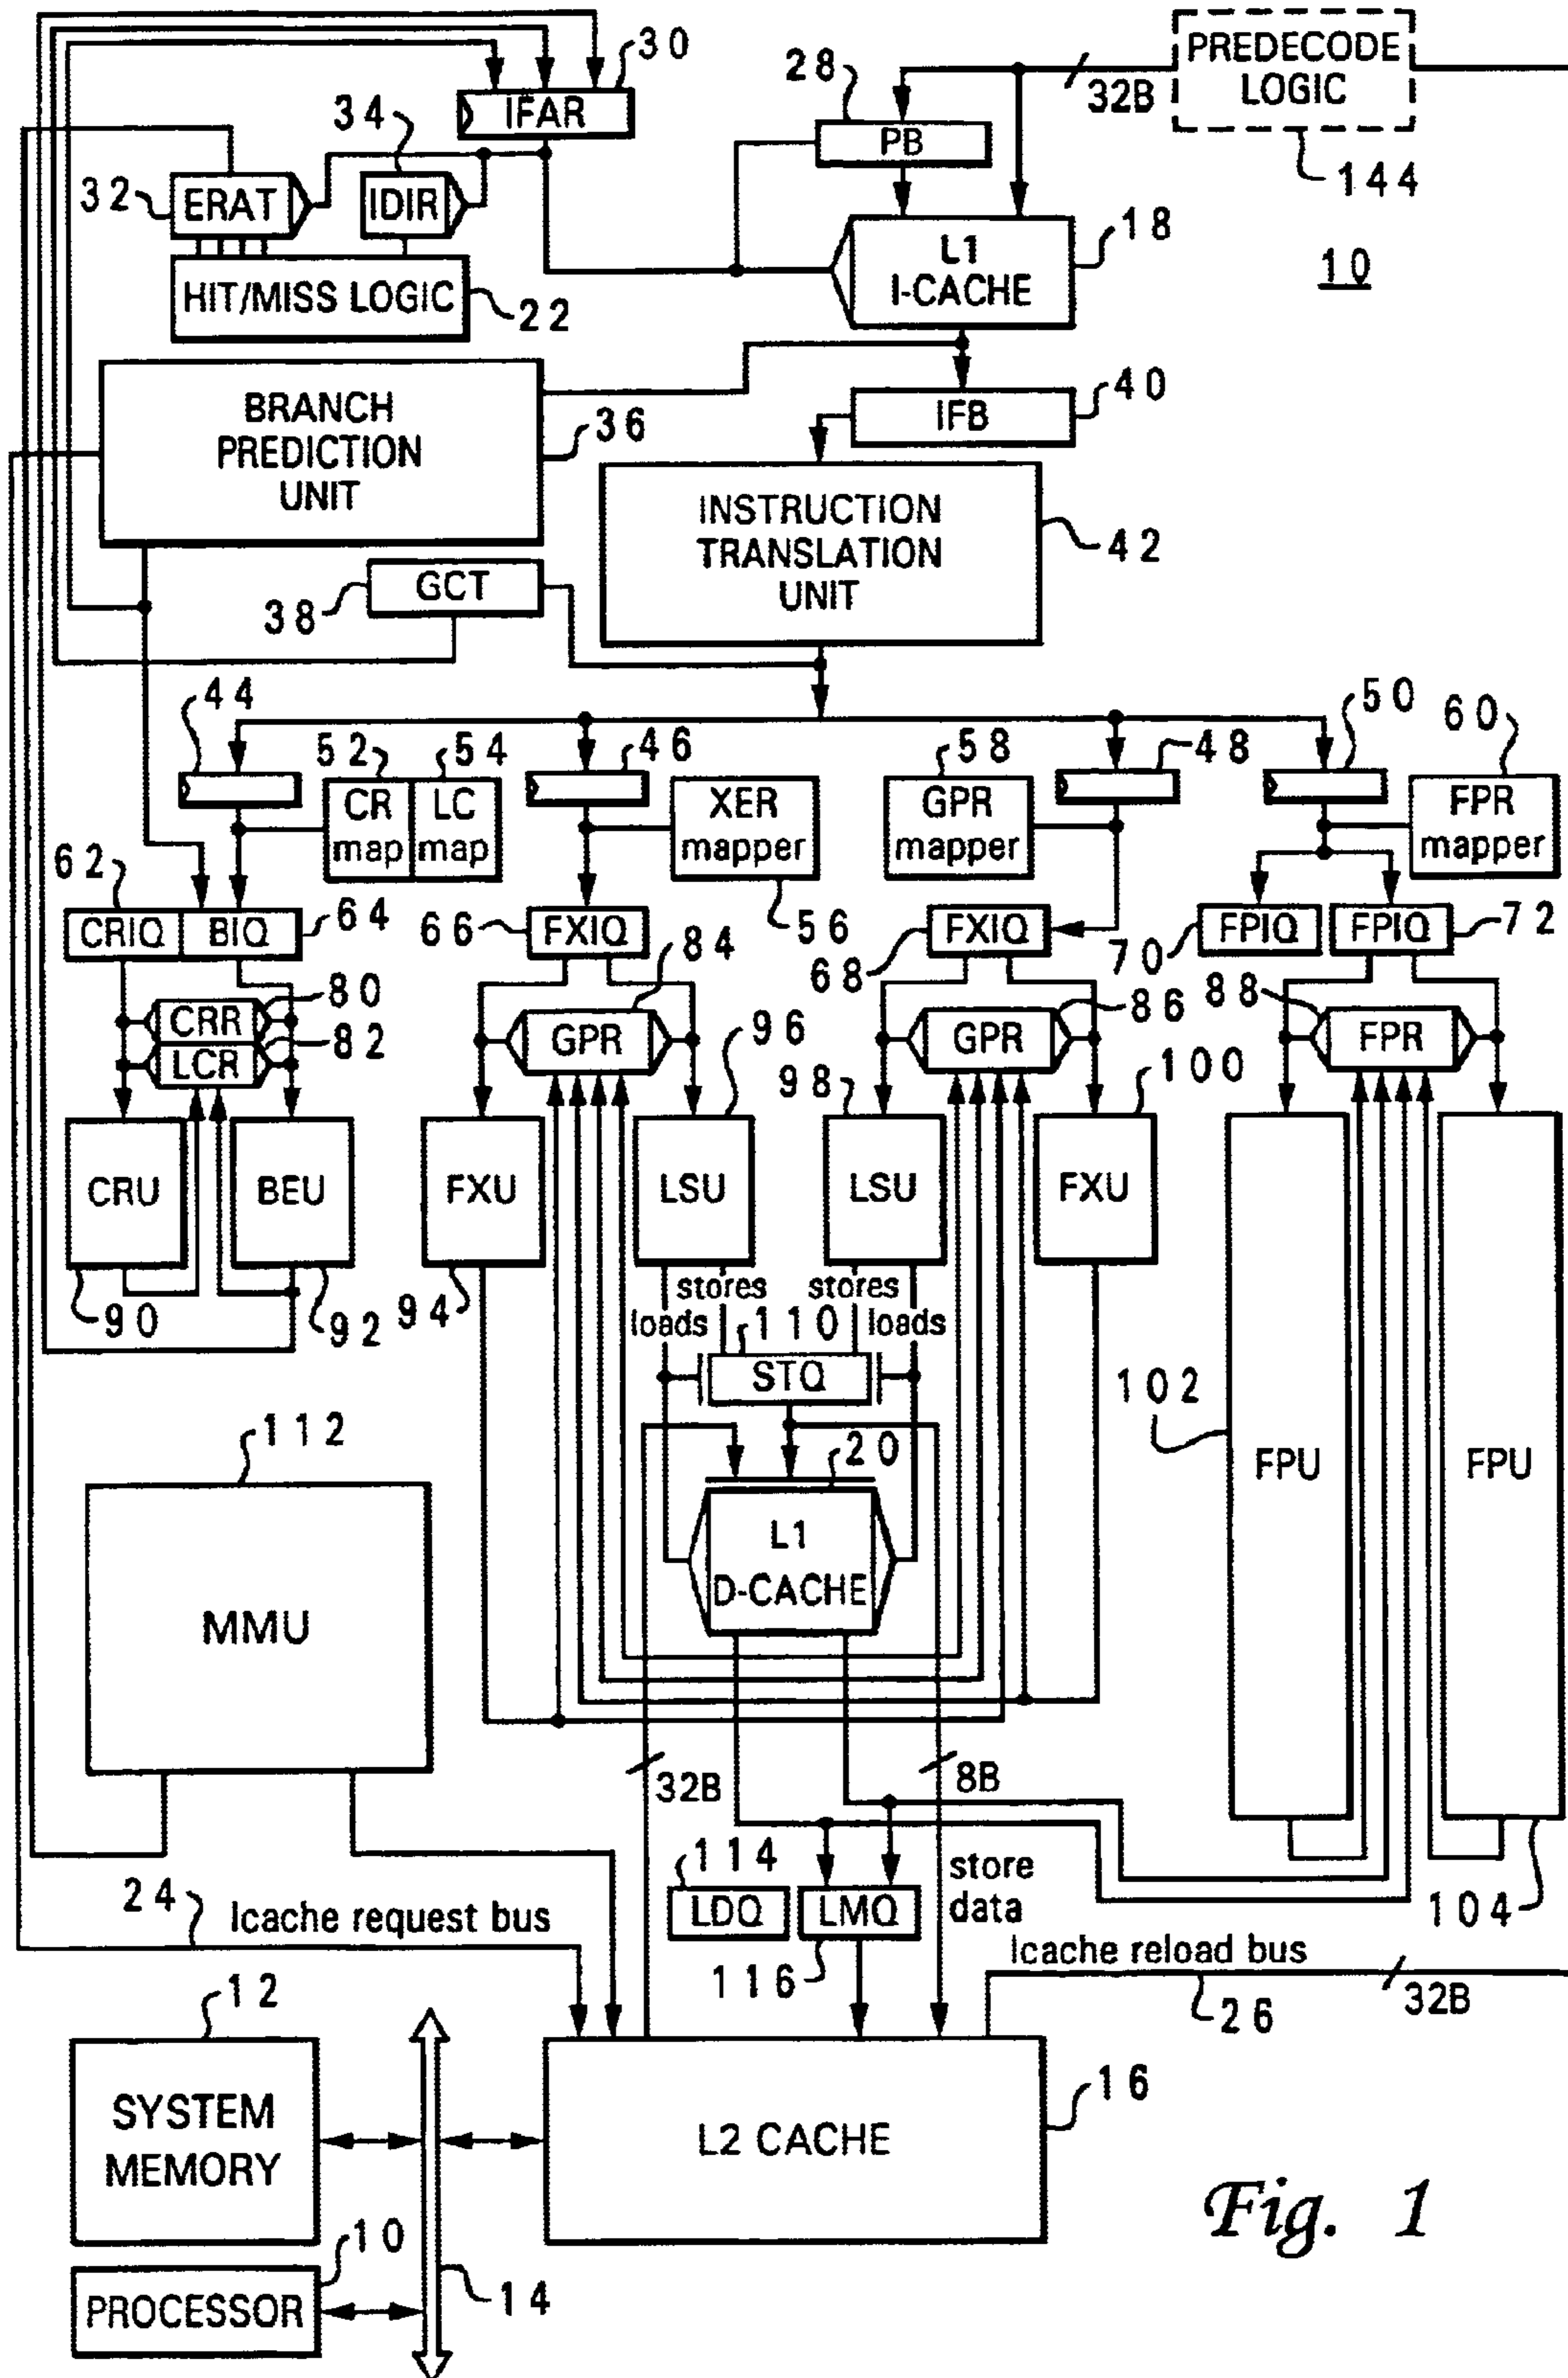 30
IFAR
28
PB
32B
PREDECODE
LOGIC
144
34
32
ERAT
IDIR
HIT/MISS LOGIC
22
L1
I-CACHE
18
10
BRANCH
PREDICTION
UNIT
36
IFB
40
INSTRUCTION
TRANSLATION
UNIT
42
GCT
38
44
52
54
46
58
48
50
60
CR
map
LC
map
XER
mapper
GPR
mapper
FPR
mapper
62
CRIQ
BIQ
64
66
FXIQ
56
68
FXIQ
70
FPIQ
FPIQ
72
80
CRR
LCR
82
84
GPR
96
86
GPR
88
FPR
98
100
CRU
BEU
FXU
LSU
LSU
FXU
90
92
94
stores
loads
stores
loads
110
STQ
102
FPU
FPU
112
MMU
20
L1
D-CACHE
32B
8B
24
Icache request bus
114
LDQ
LMQ
116
store
data
104
Icache reload bus
26
32B
12
SYSTEM
MEMORY
L2 CACHE
16
10
PROCESSOR
14
Fig. 1